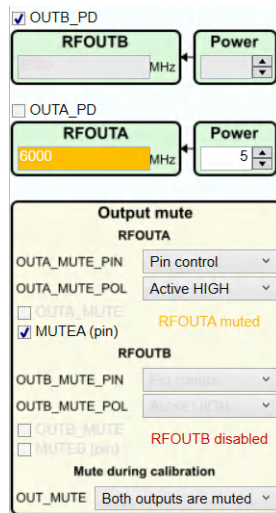 OUTB_PD
RFOUTB Power
6000 MHz
OUTA_PD
RFOUTA Power
6000 MHz 5
Output mute
RFOUTA
OUTA_MUTE_PIN Pin control
OUTA_MUTE_POL Active HIGH
OUTA_MUTE
RFOUTA muted
MUTEA (pin)
RFOUTB
OUTB_MUTE_PIN Pin control
OUTB_MUTE_POL Active HIGH
OUTB_MUTE
RFOUTB disabled
MUTEB (pin)
Mute during calibration
OUT_MUTE Both outputs are muted